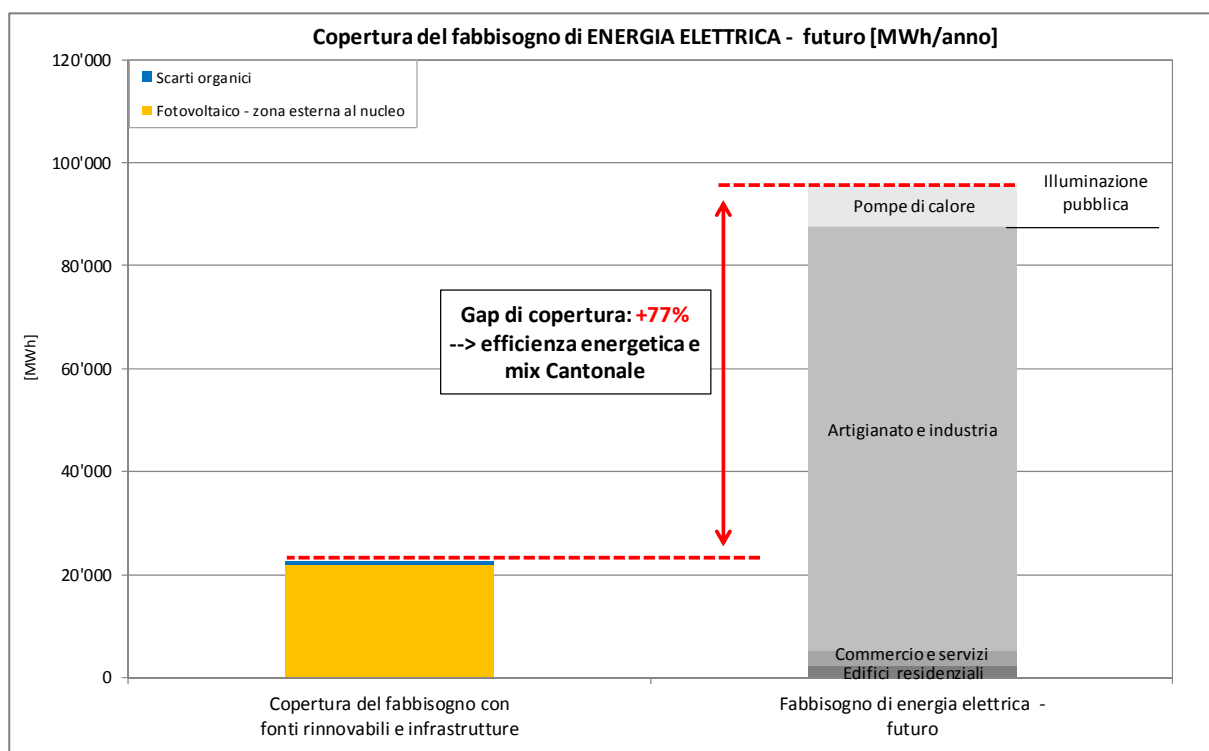 Copertura del fabbisogno di ENERGIA ELETTRICA - futuro [MWh/anno]
120'000
100'000
80'000
60'000
40'000
20'000
0
[MWh]
Scarti organici
Fotovoltaico - zona esterna al nucleo
Gap di copertura: +77%
--> efficienza energetica e
mix Cantonale
Illuminazione
pubblica
Pompe di calore
Artigianato e industria
Commercio e servizi
Edifici residenziali
Copertura del fabbisogno con
fonti rinnovabili e infrastrutture
Fabbisogno di energia elettrica -
futuro